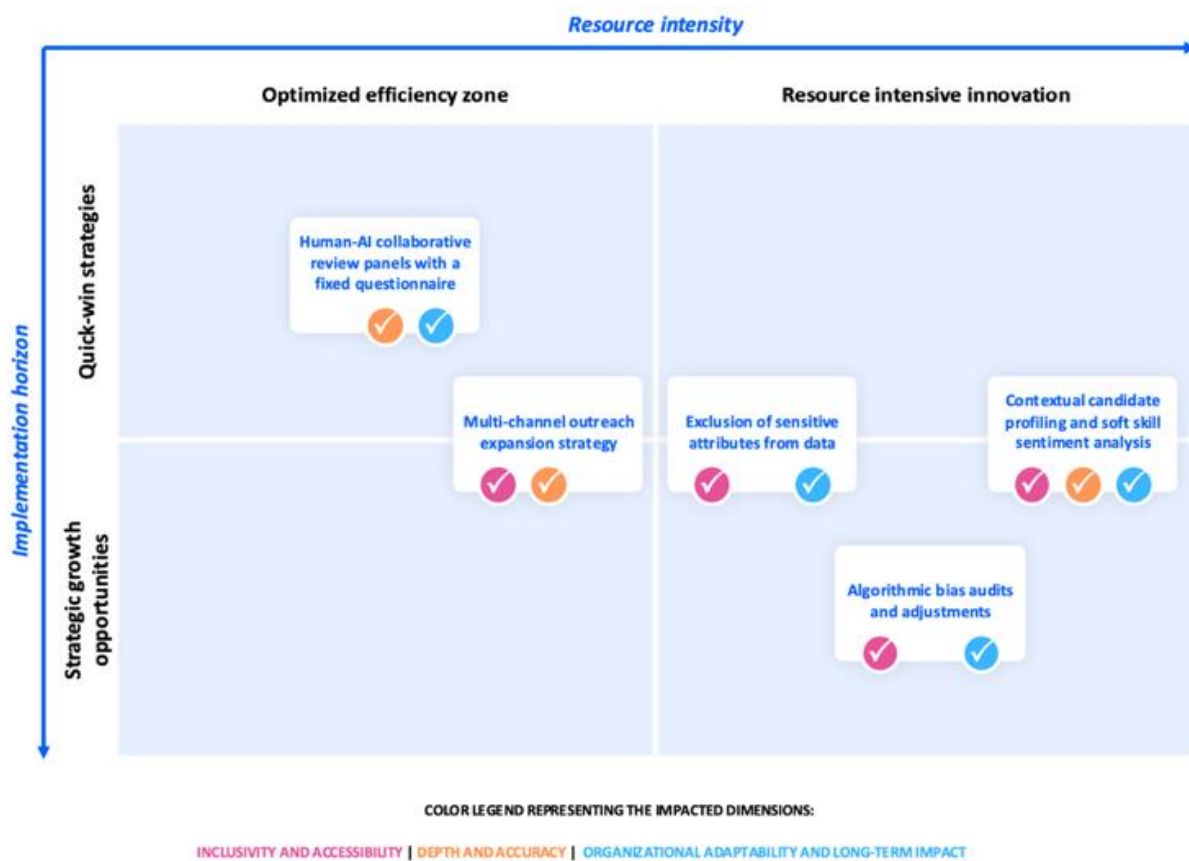 Resource intensity
Optimized efficiency zone
Resource intensive innovation
Implementation horizon
Quick-win strategies
Human-AI collaborative
review panels with a
fixed questionnaire
Multi-channel outreach
expansion strategy
Exclusion of sensitive
attributes from data
Contextual candidate
profiling and soft skill
sentiment analysis
Strategic growth
opportunities
Algorithmic bias audits
and adjustments
COLOR LEGEND REPRESENTING THE IMPACTED DIMENSIONS:
INCLUSIVITY AND ACCESSIBILITY | DEPTH AND ACCURACY | ORGANIZATIONAL ADAPTABILITY AND LONG-TERM IMPACT